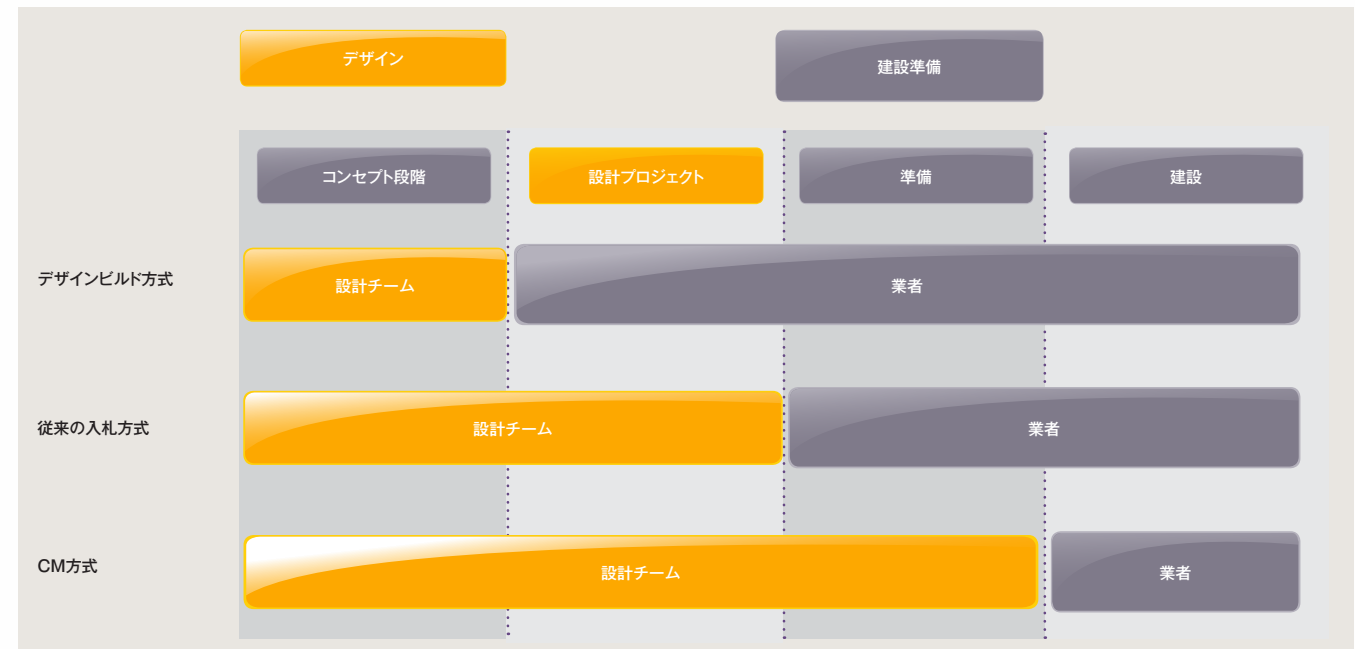 デザイン
建設準備
コンセプト段階
設計プロジェクト
準備
建設
デザインビルド方式
設計チーム
業者
従来の入札方式
設計チーム
業者
CM方式
設計チーム
業者